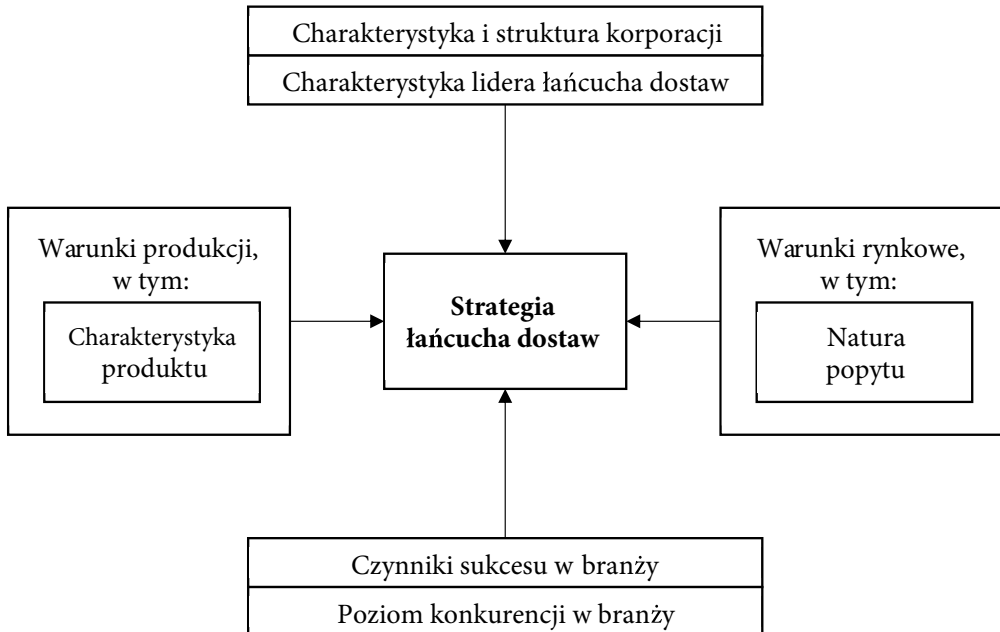 Charakterystyka i struktura korporacji
Charakterystyka lidera łańcucha dostaw
Warunki produkcji,
w tym:
Charakterystyka
produktu
Strategia
łańcucha dostaw
Warunki rynkowe,
w tym:
Natura
popytu
Czynniki sukcesu w branży
Poziom konkurencji w branży